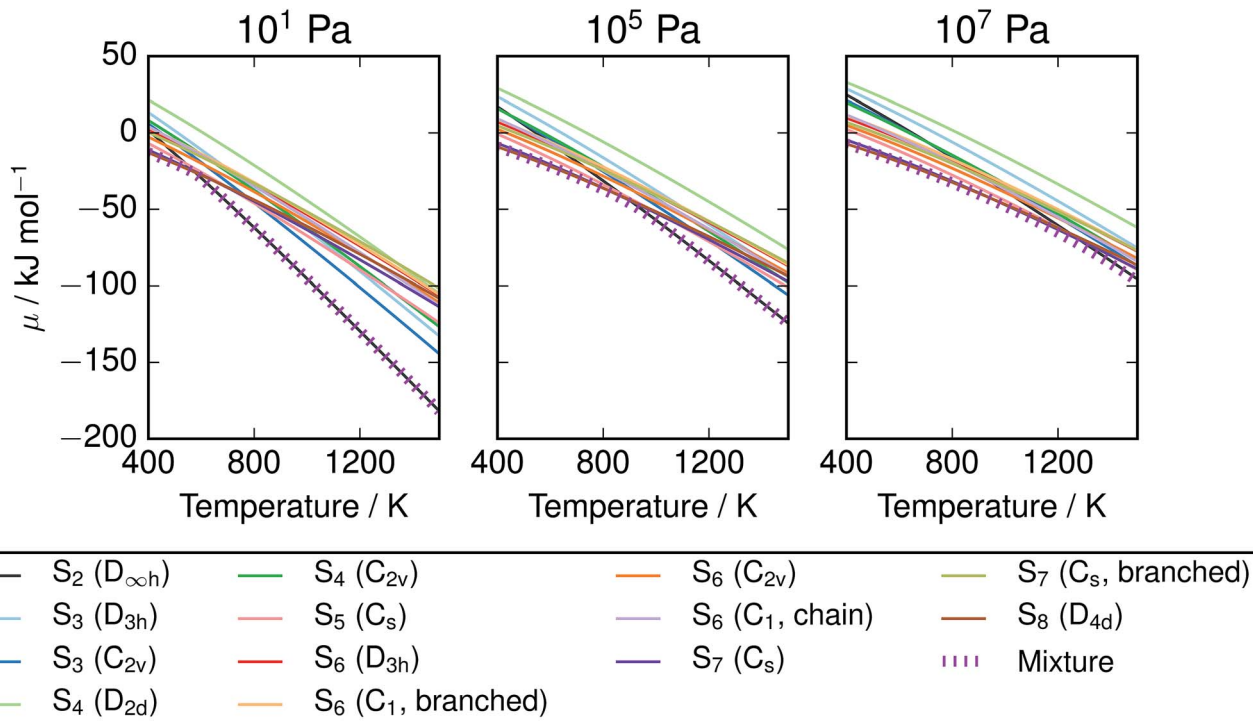 10¹ Pa 10⁵ Pa 10⁷ Pa
50
0
−50
−100
−150
−200
μ / kJ mol⁻¹
400 800 1200 400 800 1200 400 800 1200
Temperature / K Temperature / K Temperature / K
S₂ (D∞h) S₄ (C₂ᵥ) S₆ (C₂ᵥ) S₇ (Cₛ, branched)
S₃ (D₃ₕ) S₅ (Cₛ) S₆ (C₁, chain) S₈ (D₄d)
S₃ (C₂ᵥ) S₆ (D₃ₕ) S₇ (Cₛ) Mixture
S₄ (D₂d) S₆ (C₁, branched)